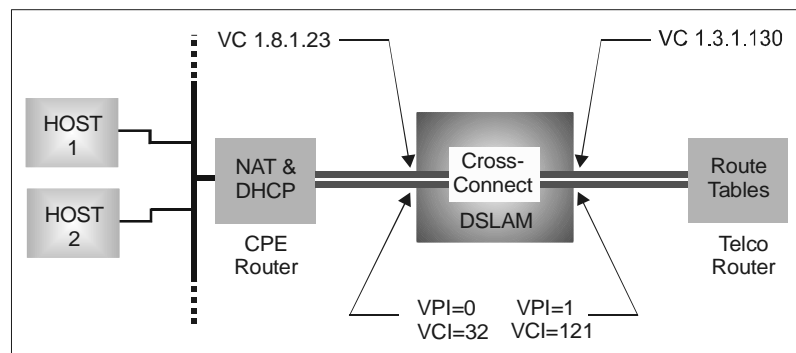 VC 1.8.1.23
VC 1.3.1.130
HOST
1
HOST
2
NAT &
DHCP
CPE
Router
Cross-
Connect
DSLAM
Route
Tables
Telco
Router
VPI=0
VCI=32
VPI=1
VCI=121